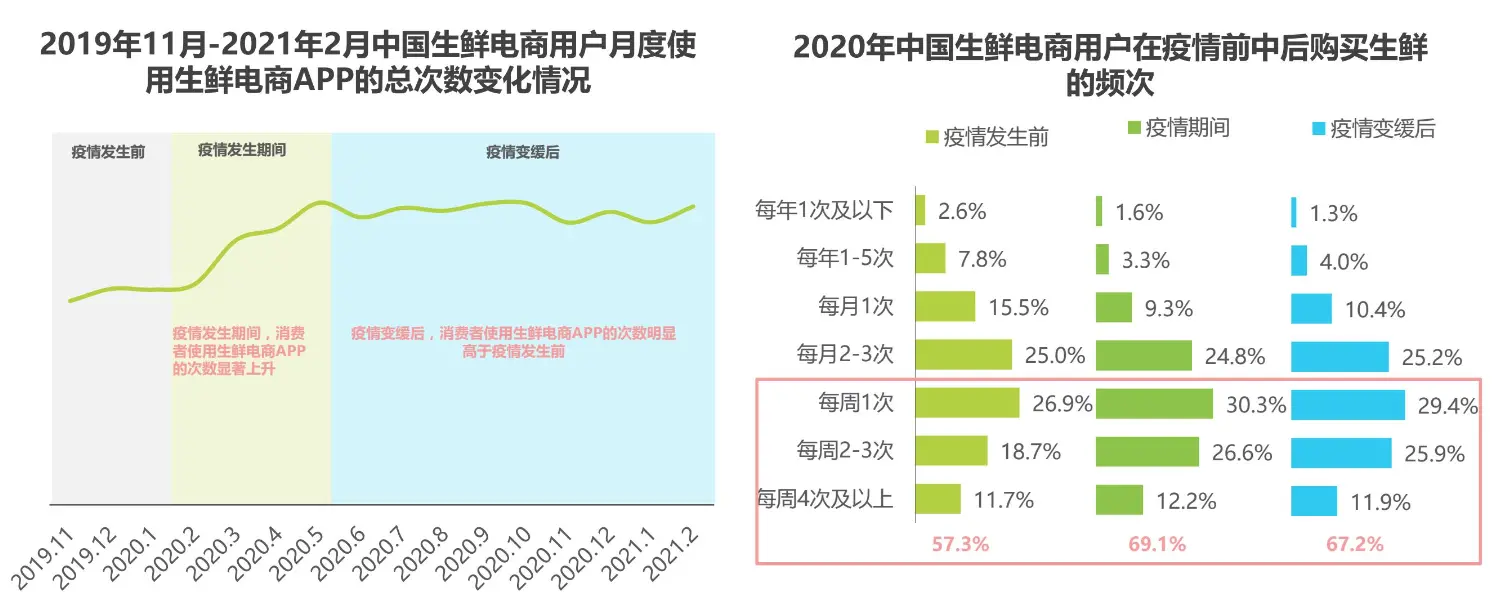 2019年11月-2021年2月中国生鲜电商用户月度使
用生鲜电商APP的总次数变化情况
疫情发生前
疫情发生期间
疫情变缓后
疫情发生期间，消费
者使用生鲜电商APP
的次数显著上升
疫情变缓后，消费者使用生鲜电商APP的次数明显
高于疫情发生前
2019.11
2019.12
2020.1
2020.2
2020.3
2020.4
2020.5
2020.6
2020.7
2020.8
2020.9
2020.10
2020.11
2020.12
2021.1
2021.2
2020年中国生鲜电商用户在疫情前中后购买生鲜
的频次
疫情发生前 疫情期间 疫情变缓后
每年1次及以下 2.6% 1.6% 1.3%
每年1-5次 7.8% 3.3% 4.0%
每月1次 15.5% 9.3% 10.4%
每月2-3次 25.0% 24.8% 25.2%
每周1次 26.9% 30.3% 29.4%
每周2-3次 18.7% 26.6% 25.9%
每周4次及以上 11.7% 12.2% 11.9%
57.3% 69.1% 67.2%